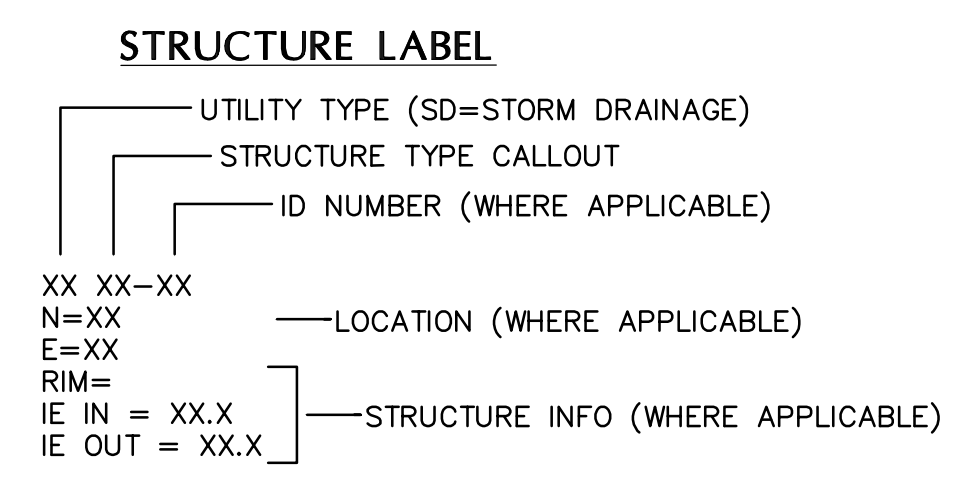 STRUCTURE LABEL
UTILITY TYPE (SD=STORM DRAINAGE)
STRUCTURE TYPE CALLOUT
ID NUMBER (WHERE APPLICABLE)
XX XX-XX
N=XX
LOCATION (WHERE APPLICABLE)
E=XX
RIM=
IE IN = XX.X
STRUCTURE INFO (WHERE APPLICABLE)
IE OUT = XX.X